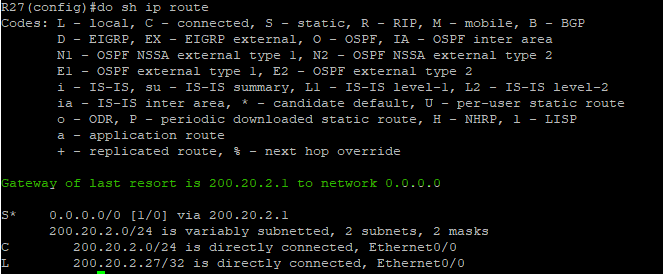 R27(config)#do sh ip route
Codes: L - local, C - connected, S - static, R - RIP, M - mobile, B - BGP
       D - EIGRP, EX - EIGRP external, O - OSPF, IA - OSPF inter area
       N1 - OSPF NSSA external type 1, N2 - OSPF NSSA external type 2
       E1 - OSPF external type 1, E2 - OSPF external type 2
       i - IS-IS, su - IS-IS summary, L1 - IS-IS level-1, L2 - IS-IS level-2
       ia - IS-IS inter area, * - candidate default, U - per-user static route
       o - ODR, P - periodic downloaded static route, H - NHRP, l - LISP
       a - application route
       + - replicated route, % - next hop override
Gateway of last resort is 200.20.2.1 to network 0.0.0.0
S*    0.0.0.0/0 [1/0] via 200.20.2.1
      200.20.2.0/24 is variably subnetted, 2 subnets, 2 masks
C        200.20.2.0/24 is directly connected, Ethernet0/0
L        200.20.2.27/32 is directly connected, Ethernet0/0